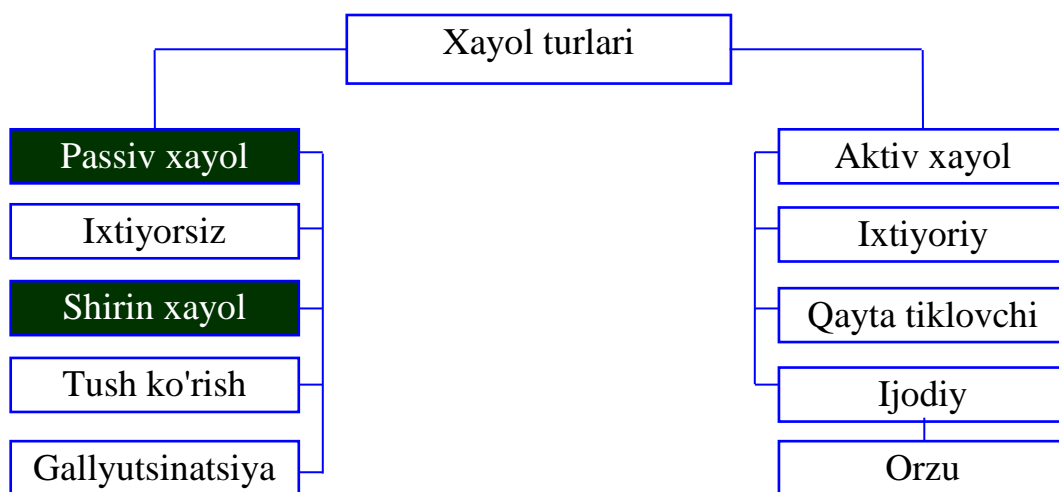 Xayol turlari
Passiv xayol
Ixtiyorsiz
Shirin xayol
Tush ko'rish
Gallyutsinatsiya
Aktiv xayol
Ixtiyoriy
Qayta tiklovchi
Ijodiy
Orzu